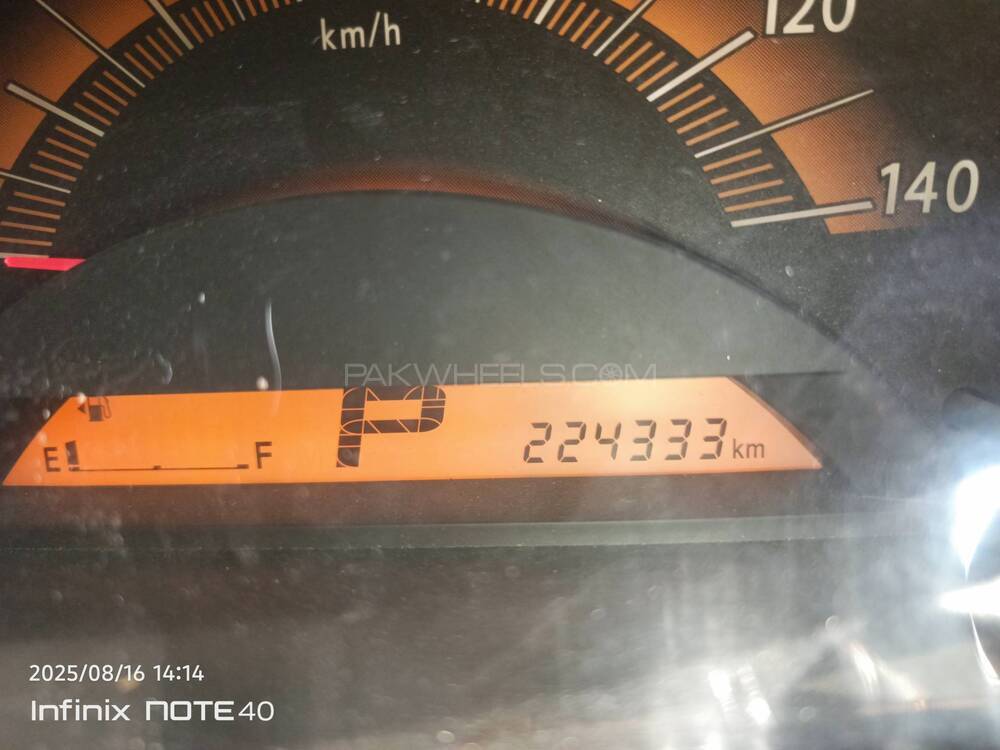 km/h
120
140
PAKWHEELS.COM
E F P 224333 km
2025/08/16 14:14
Infinix NOTE 40